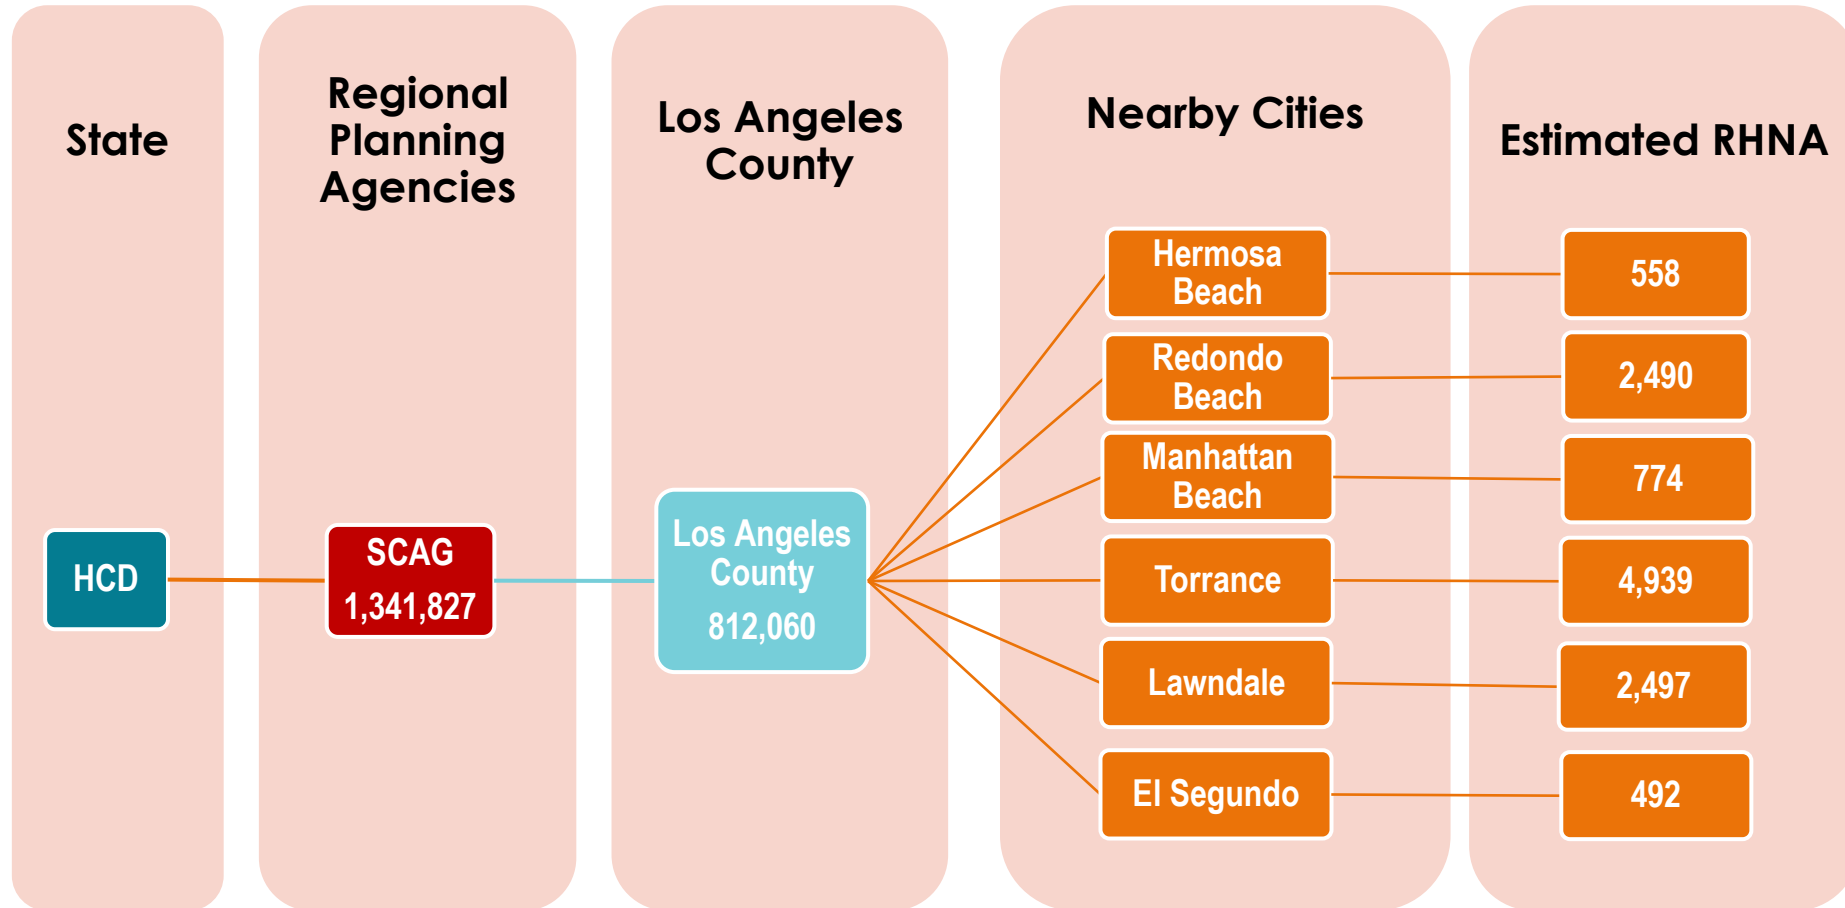 State
Regional
Planning
Agencies
Los Angeles
County
Nearby Cities
Estimated RHNA
HCD
SCAG
1,341,827
Los Angeles
County
812,060
Hermosa
Beach
558
Redondo
Beach
2,490
Manhattan
Beach
774
Torrance
4,939
Lawndale
2,497
El Segundo
492